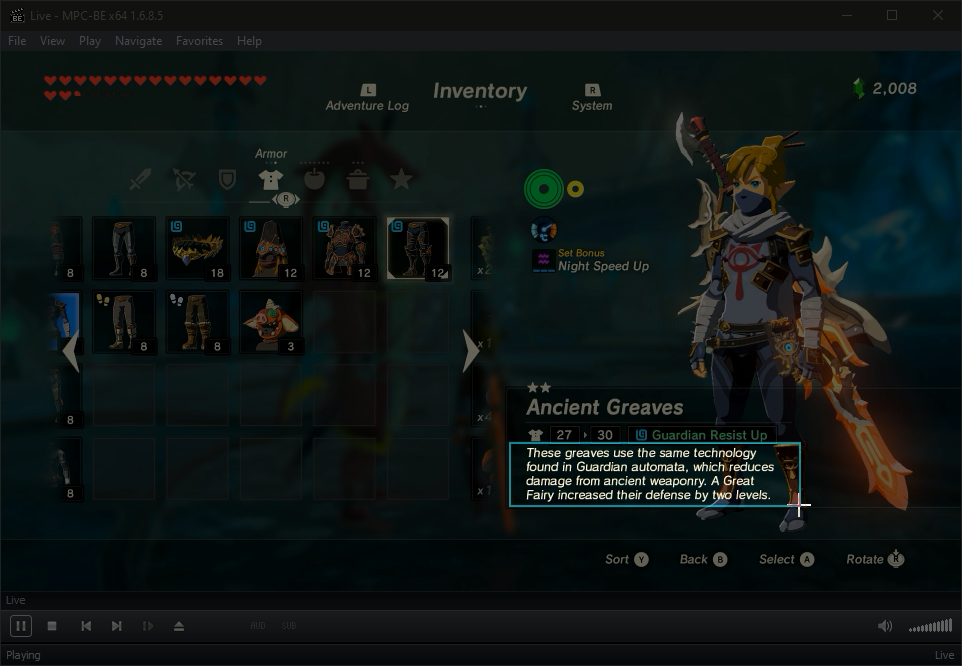 Live - MPC-BE x64 1.6.8.5
File View Play Navigate Favorites Help
L Inventory R
Adventure Log System
2,008
Armor
R
8 8 18 12 12 12 x2
8 8 3 x1
8 x4
8 x1
Set Bonus
Night Speed Up
Ancient Greaves
27 30 Guardian Resist Up
These greaves use the same technology
found in Guardian automata, which reduces
damage from ancient weaponry. A Great
Fairy increased their defense by two levels.
Sort Y Back B Select A Rotate R
Live
AUD SUB
Playing Live